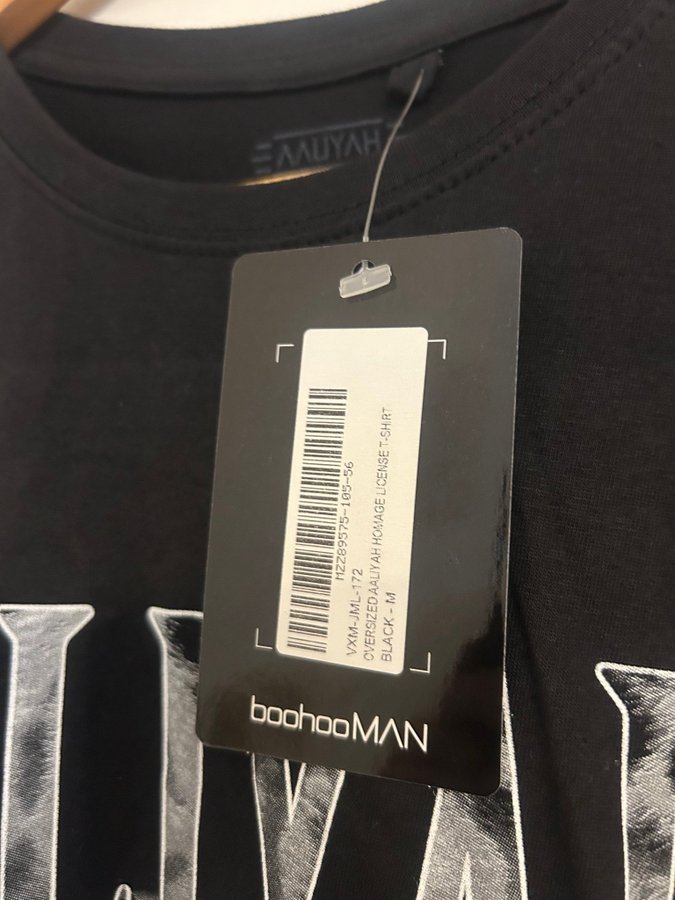 AALIYAH
MZZ89575-105-56
VXM-JML-172
OVERSIZED AALIYAH HOMAGE LICENSE T-SHIRT
BLACK - M
boohooMAN